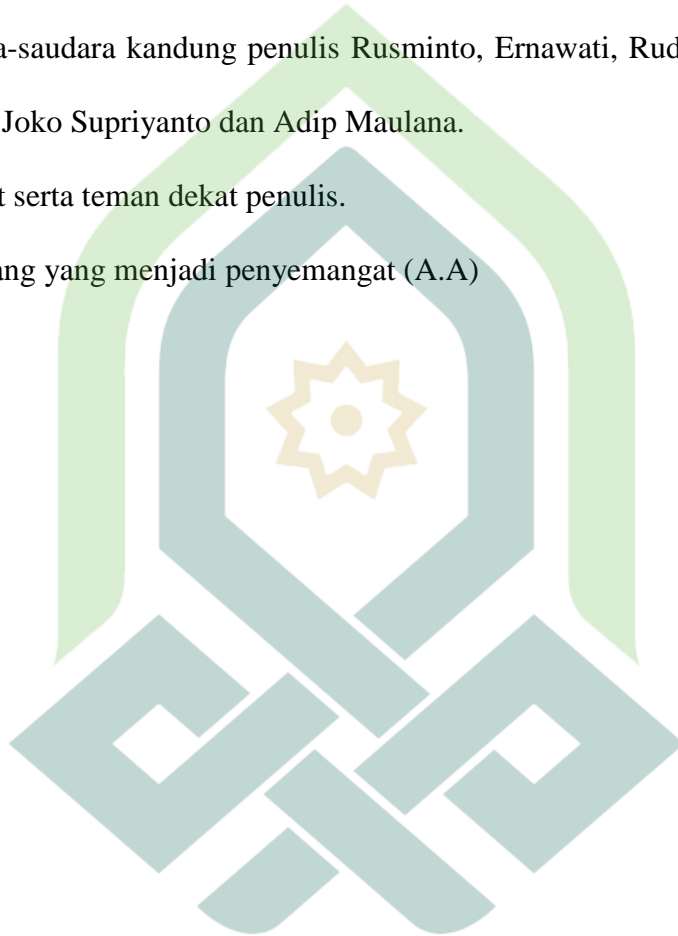 a-saudara kandung penulis Rusminto, Ernawati, Rud
Joko Supriyanto dan Adip Maulana.
t serta teman dekat penulis.
ang yang menjadi penyemangat (A.A)